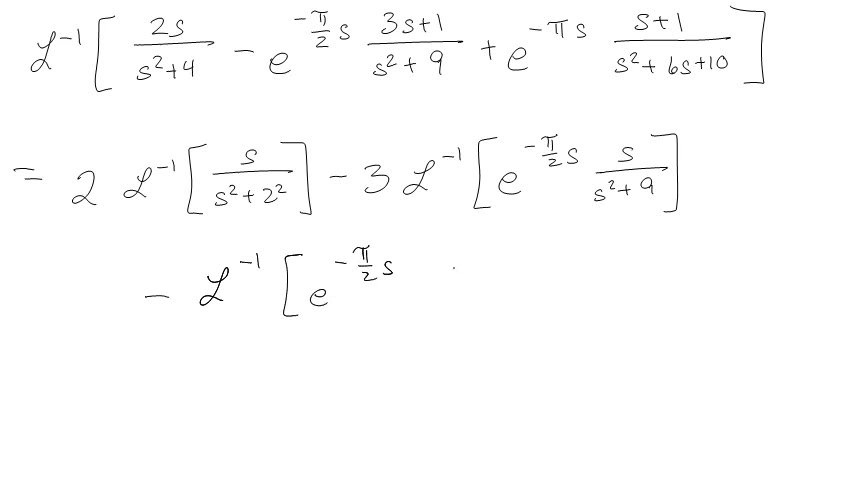 ℒ⁻¹ [ 2s/(s²+4) − e^(−π/2 s) (3s+1)/(s²+9) + e^(−πs) (s+1)/(s²+6s+10) ]
= 2 ℒ⁻¹ [ s/(s²+2²) ] − 3 ℒ⁻¹ [ e^(−π/2 s) s/(s²+9) ]
− ℒ⁻¹ [ e^(−π/2 s)